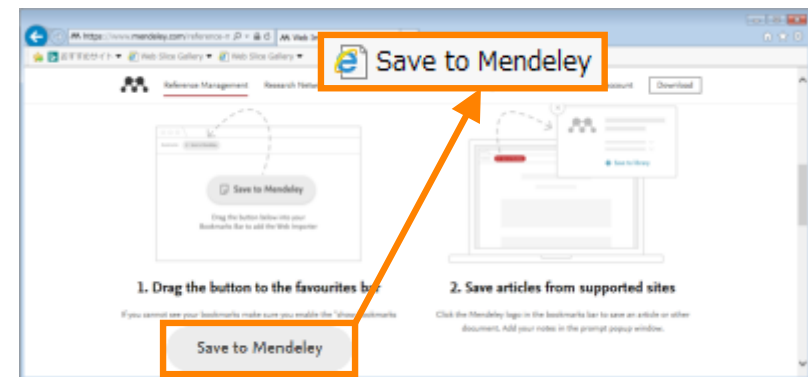 https://www.mendeley.com/reference-m
Web Slice Gallery ▼ Web Slice Gallery ▼
Save to Mendeley
Reference Management Research Netw
Download
Save to Mendeley
Drag the button below into your
Bookmarks Bar to add the Web Importer
Save to library
1. Drag the button to the favourites bar
2. Save articles from supported sites
If you cannot see your bookmarks make sure you enable the "show bookmarks
Click the Mendeley logo in the bookmarks bar to save an article or other
document. Add your notes in the prompt popup window.
Save to Mendeley